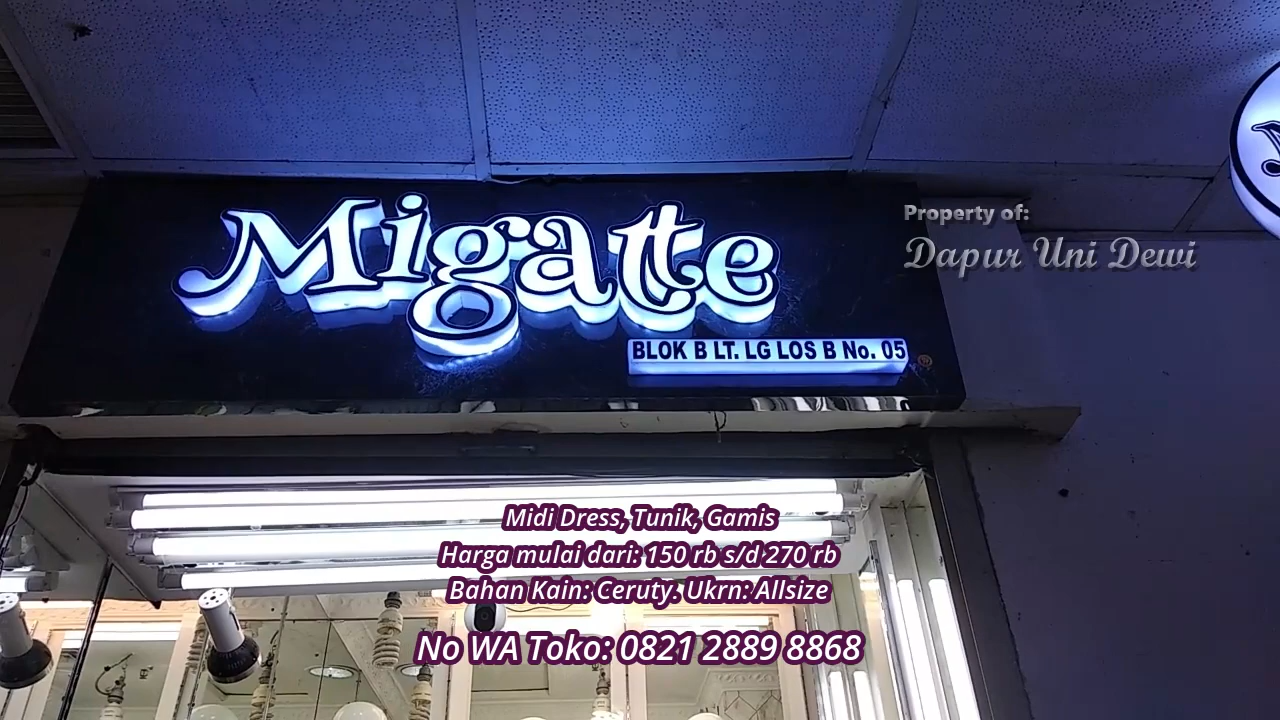 Migatte
BLOK B LT. LG LOS B No. 05
Property of:
Dapur Uni Dewi
Midi Dress, Tunik, Gamis
Harga mulai dari: 150 rb s/d 270 rb
Bahan Kain: Ceruty. Ukrn: Allsize
No WA Toko: 0821 2889 8868